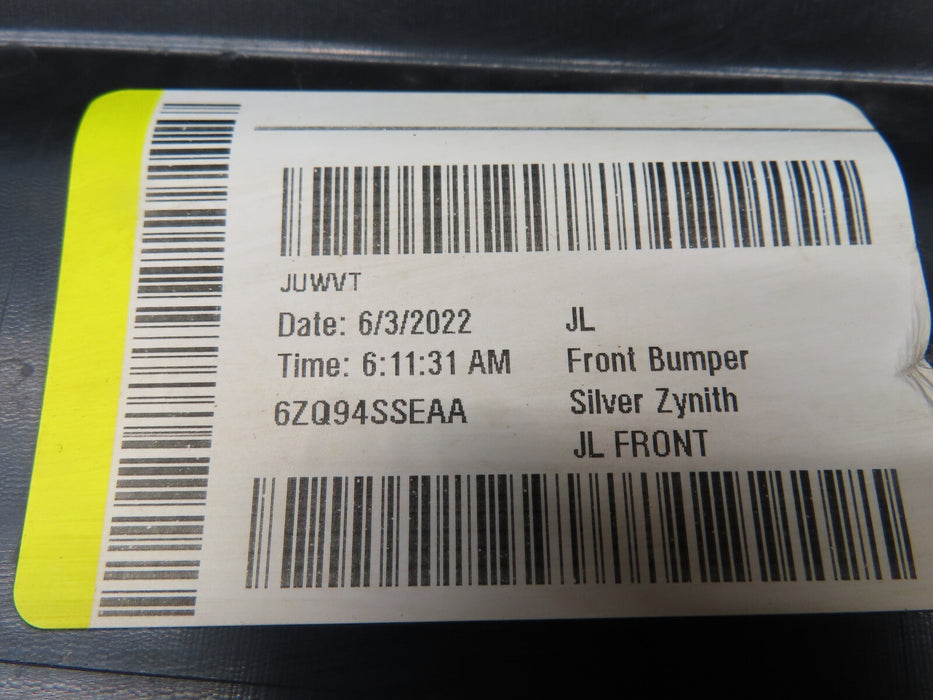 JUWVT
Date: 6/3/2022
Time: 6:11:31 AM
6ZQ94SSEAA
JL
Front Bumper
Silver Zynith
JL FRONT